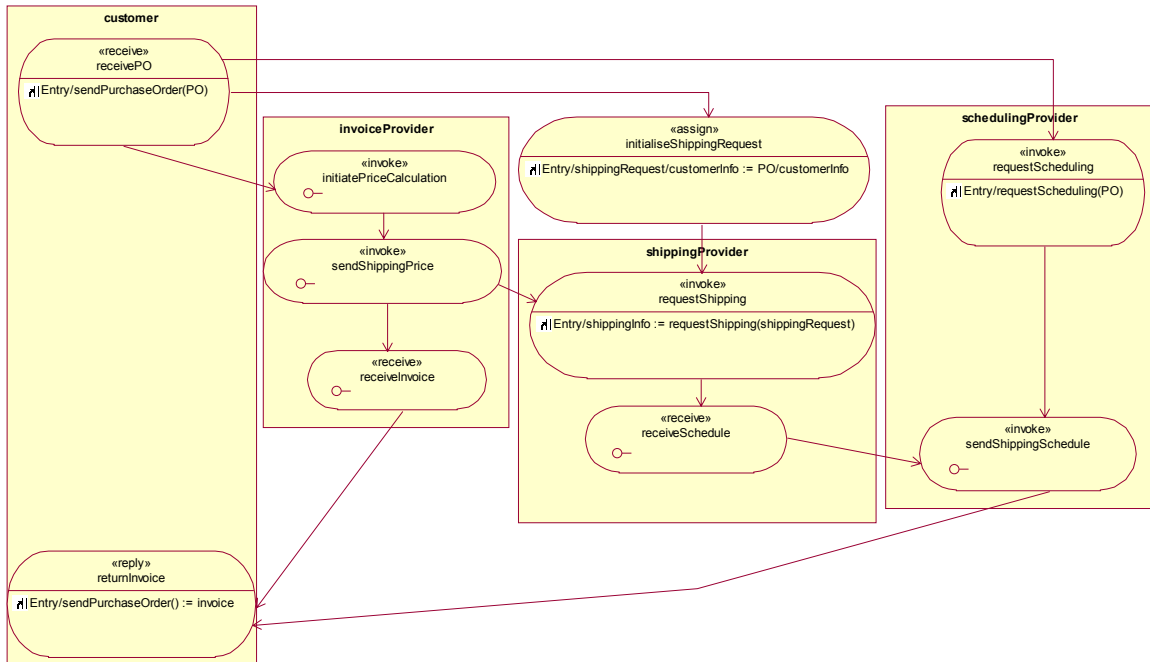 customer
«receive»
receivePO
Entry/sendPurchaseOrder(PO)
invoiceProvider
«invoke»
initiatePriceCalculation
«invoke»
sendShippingPrice
«receive»
receiveInvoice
«assign»
initialiseShippingRequest
Entry/shippingRequest/customerInfo := PO/customerInfo
shippingProvider
«invoke»
requestShipping
Entry/shippingInfo := requestShipping(shippingRequest)
«receive»
receiveSchedule
schedulingProvider
«invoke»
requestScheduling
Entry/requestScheduling(PO)
«invoke»
sendShippingSchedule
«reply»
returnInvoice
Entry/sendPurchaseOrder() := invoice